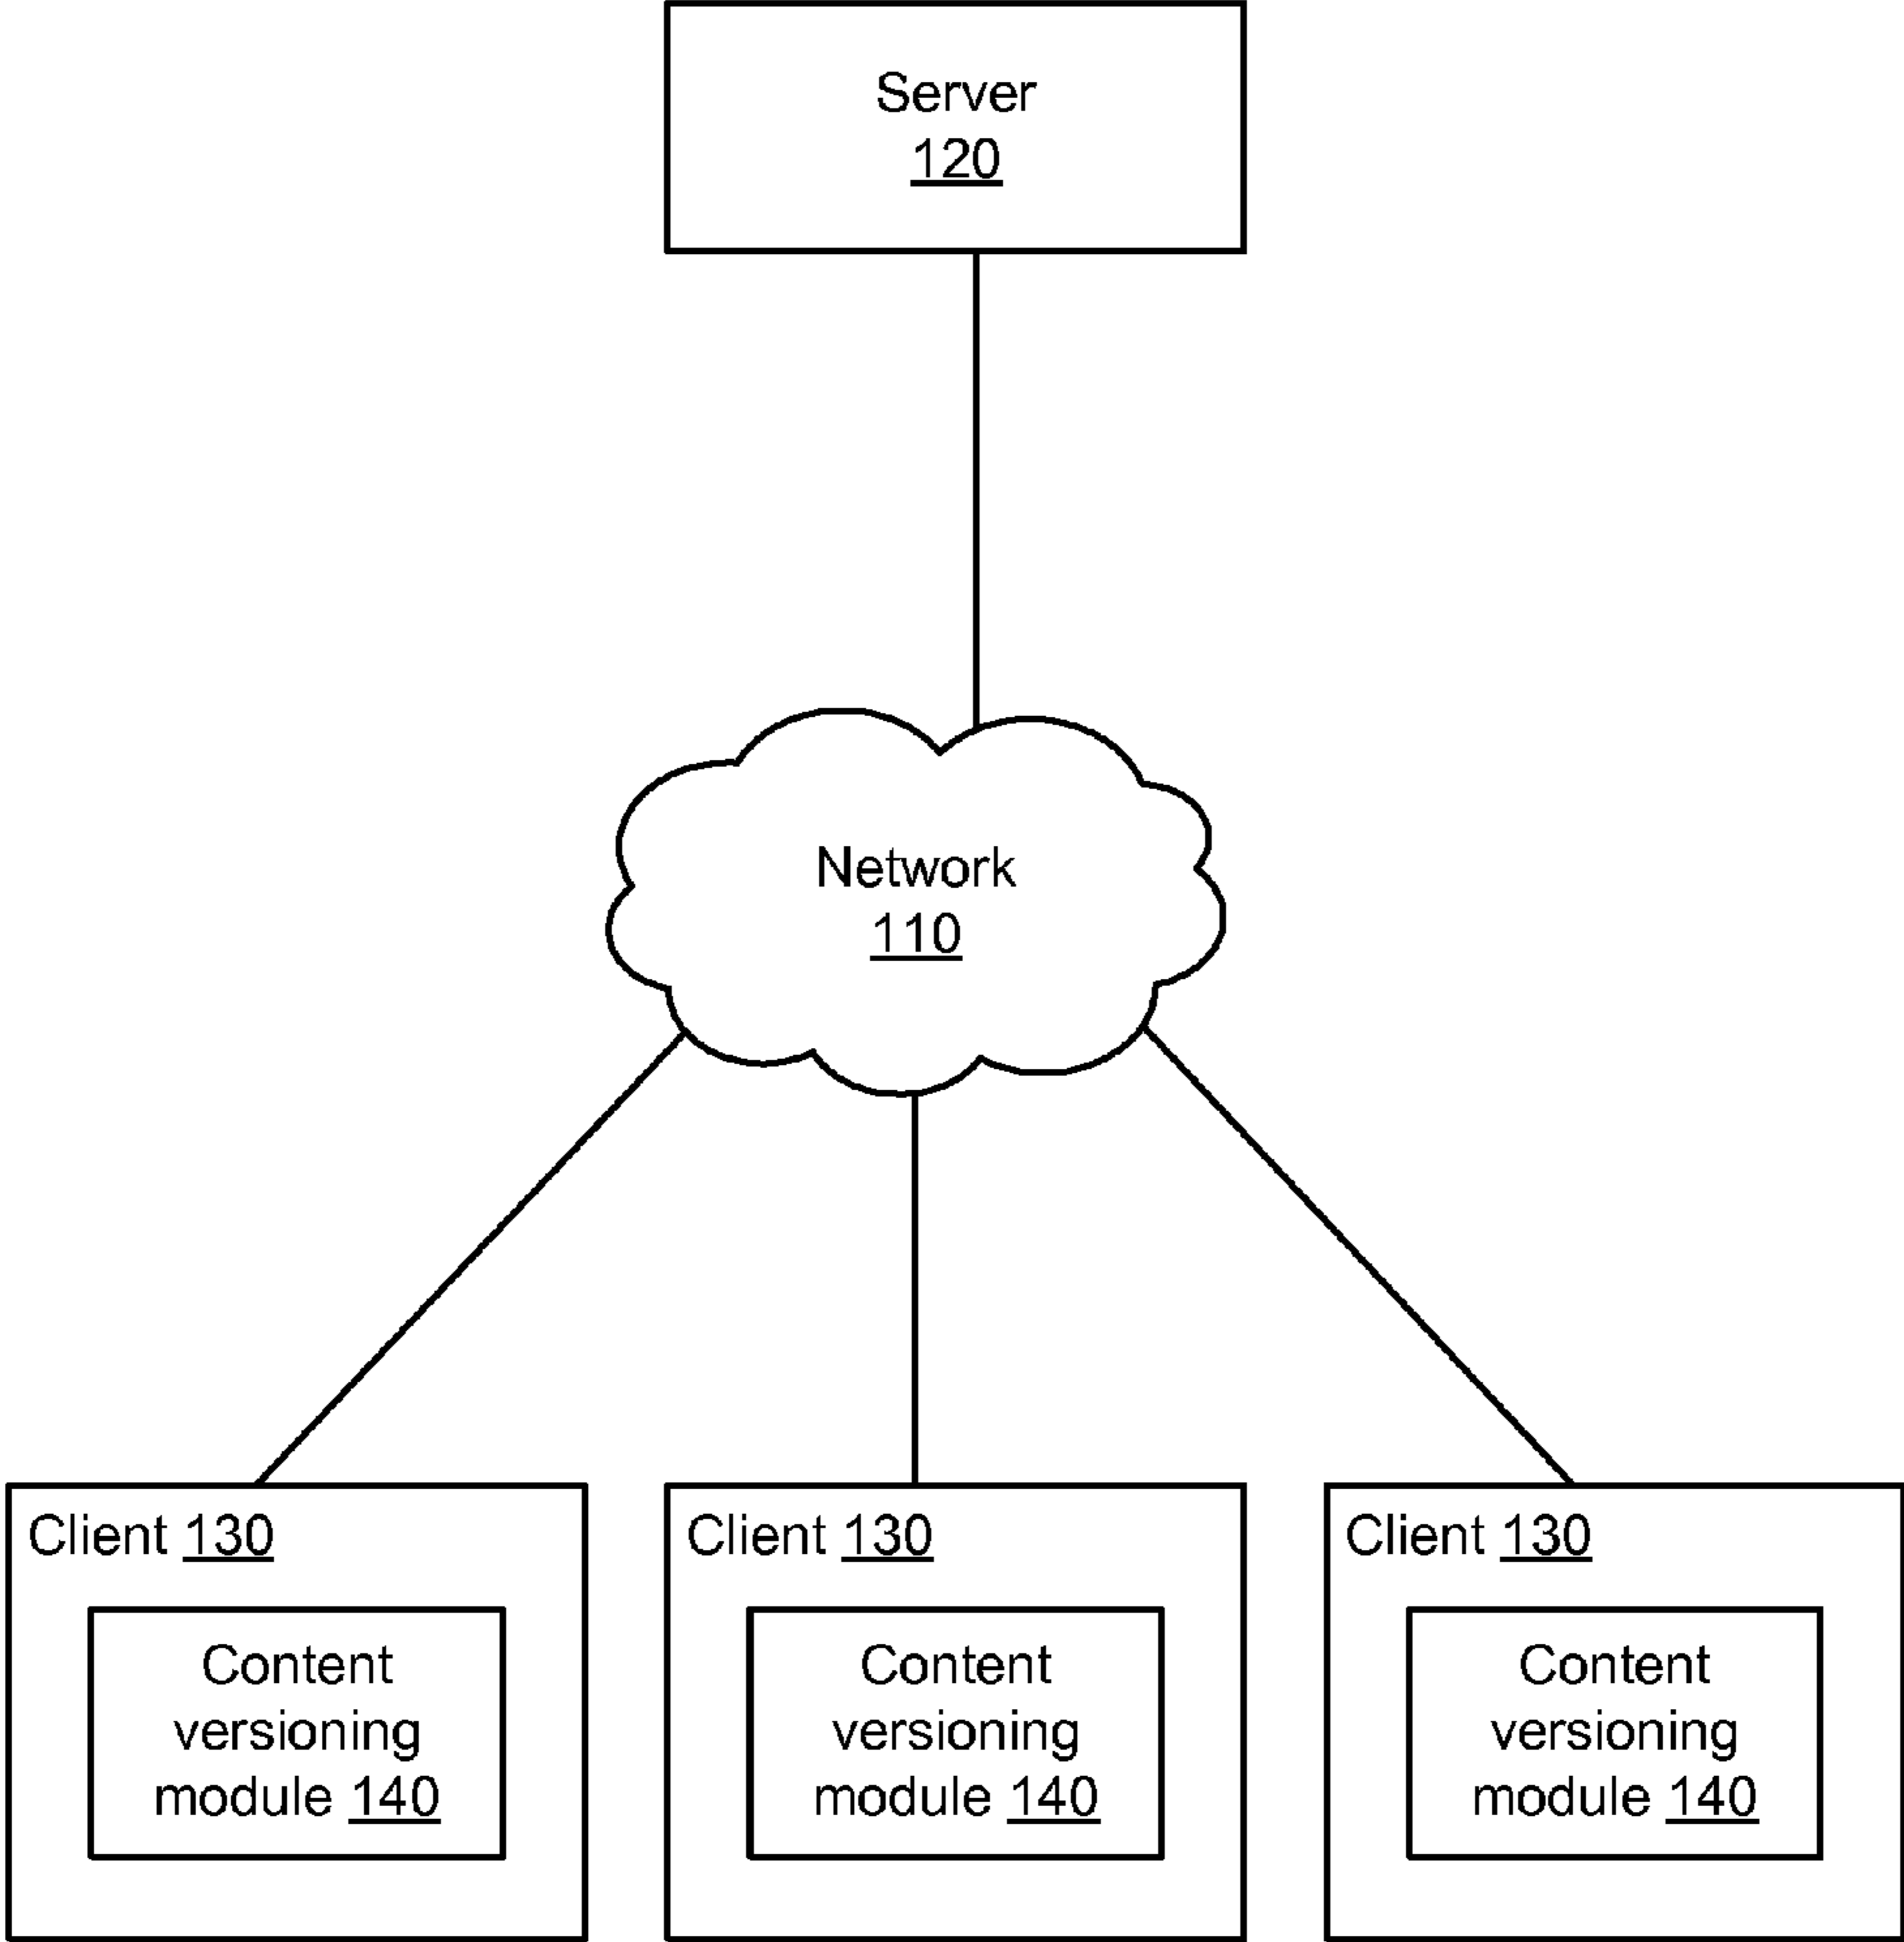 Server
120
Network
110
Client 130
Content
versioning
module 140
Client 130
Content
versioning
module 140
Client 130
Content
versioning
module 140